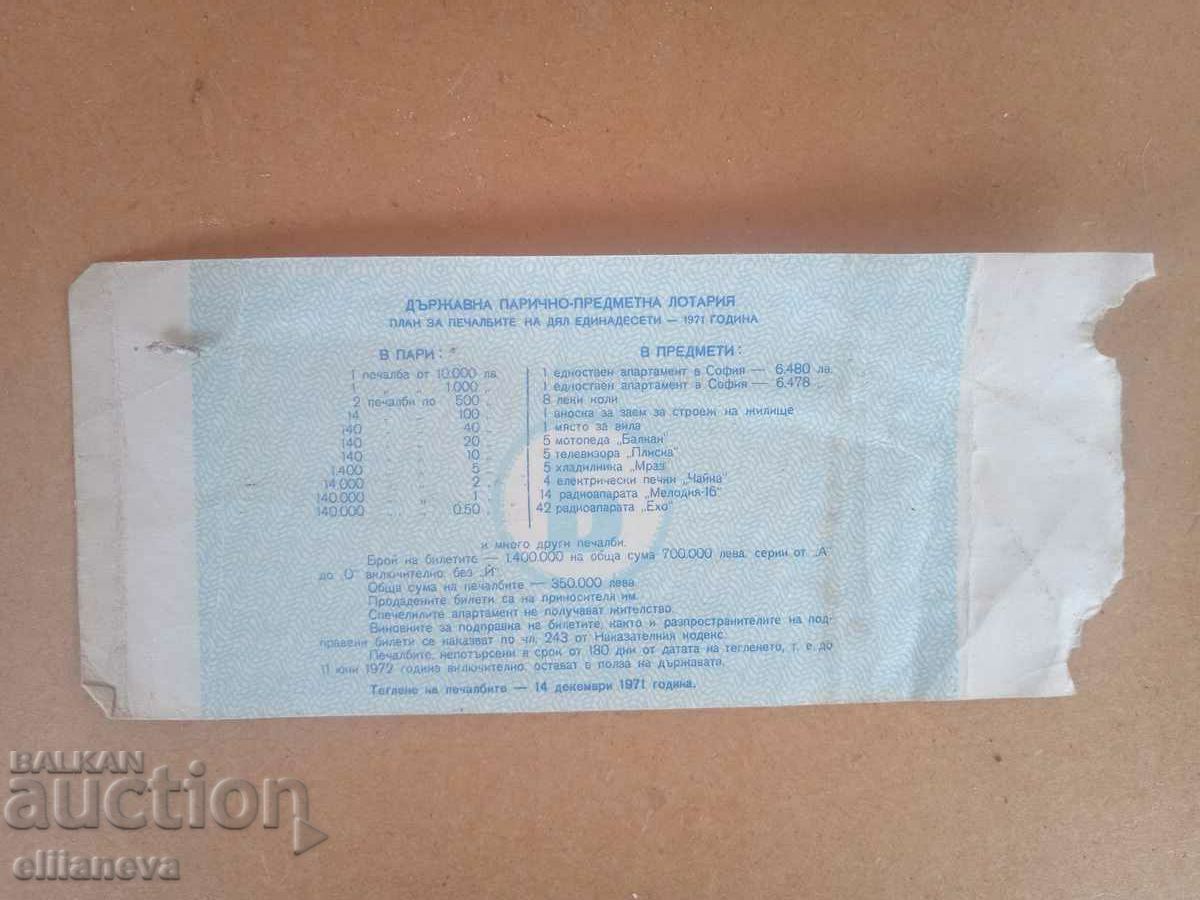 ДЪРЖАВНА ПАРИЧНО-ПРЕДМЕТНА ЛОТАРИЯ
ПЛАН ЗА ПЕЧАЛБИТЕ НА ДЯЛ ЕДИНАДЕСЕТИ — 1971 ГОДИНА
В ПАРИ:
1 печалба от 10.000 лв.
1 „ „ 1.000 „
2 печалби по 500 „
14 „ „ 100 „
140 „ „ 40 „
140 „ „ 20 „
140 „ „ 10 „
1.400 „ „ 5 „
14.000 „ „ 2 „
140.000 „ „ 1 „
140.000 „ „ 0.50 „
В ПРЕДМЕТИ:
1 едностаен апартамент в София — 6.480 лв.
1 едностаен апартамент в София — 6.478 „
8 леки коли
1 вноска за заем за строеж на жилище
1 място за вила
5 мотопеда „Балкан"
5 телевизора „Плиска"
5 хладилника „Мраз"
4 електрически печки „Чайка"
14 радиоапарата „Мелодия-16"
42 радиоапарата „Ехо"
и много други печалби.
Брой на билетите — 1.400.000 на обща сума 700.000 лева, серии от „А"
до „О" включително, без „Й".
Обща сума на печалбите — 350.000 лева.
Продадените билети са на приносителя им.
Спечелилите апартамент не получават жителство.
Виновните за подправка на билетите, както и разпространителите на под-
правени билети се наказват по чл. 243 от Наказателния кодекс.
Печалбите, непотърсени в срок от 180 дни от датата на тегленето, т. е. до
11 юни 1972 година включително, остават в полза на държавата.
Теглене на печалбите — 14 декември 1971 година.
BALKAN
auction
ellianeva